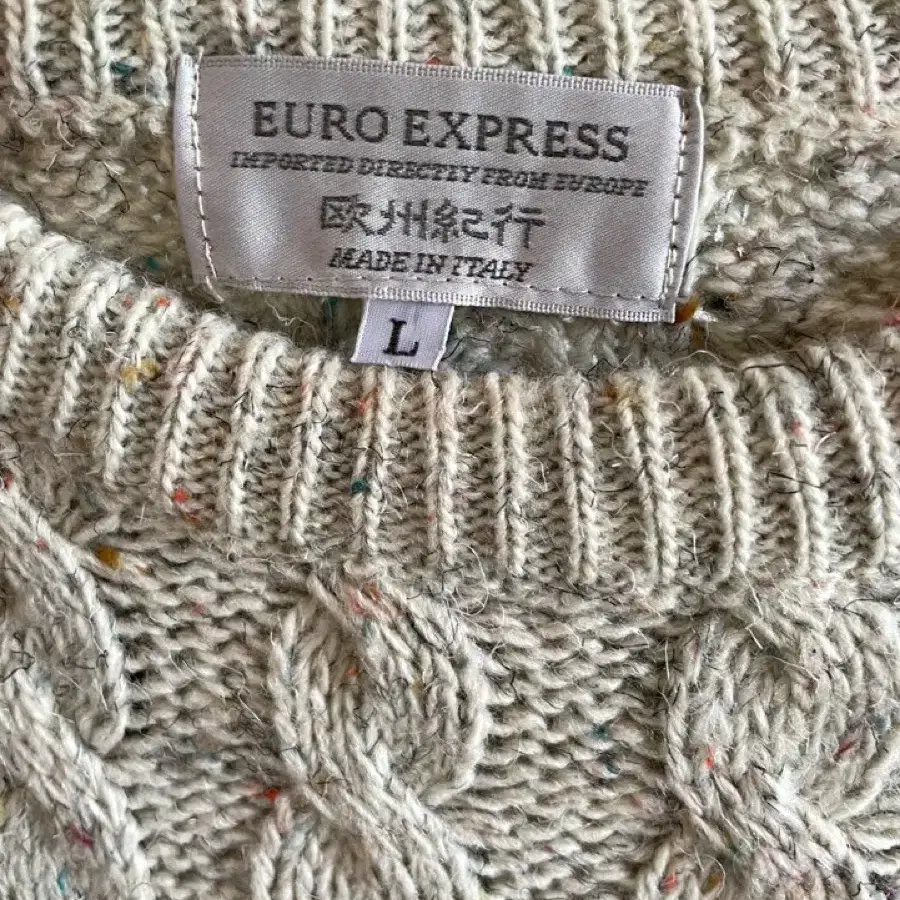 EURO EXPRESS
IMPORTED DIRECTLY FROM EUROPE
欧州紀行
MADE IN ITALY
L